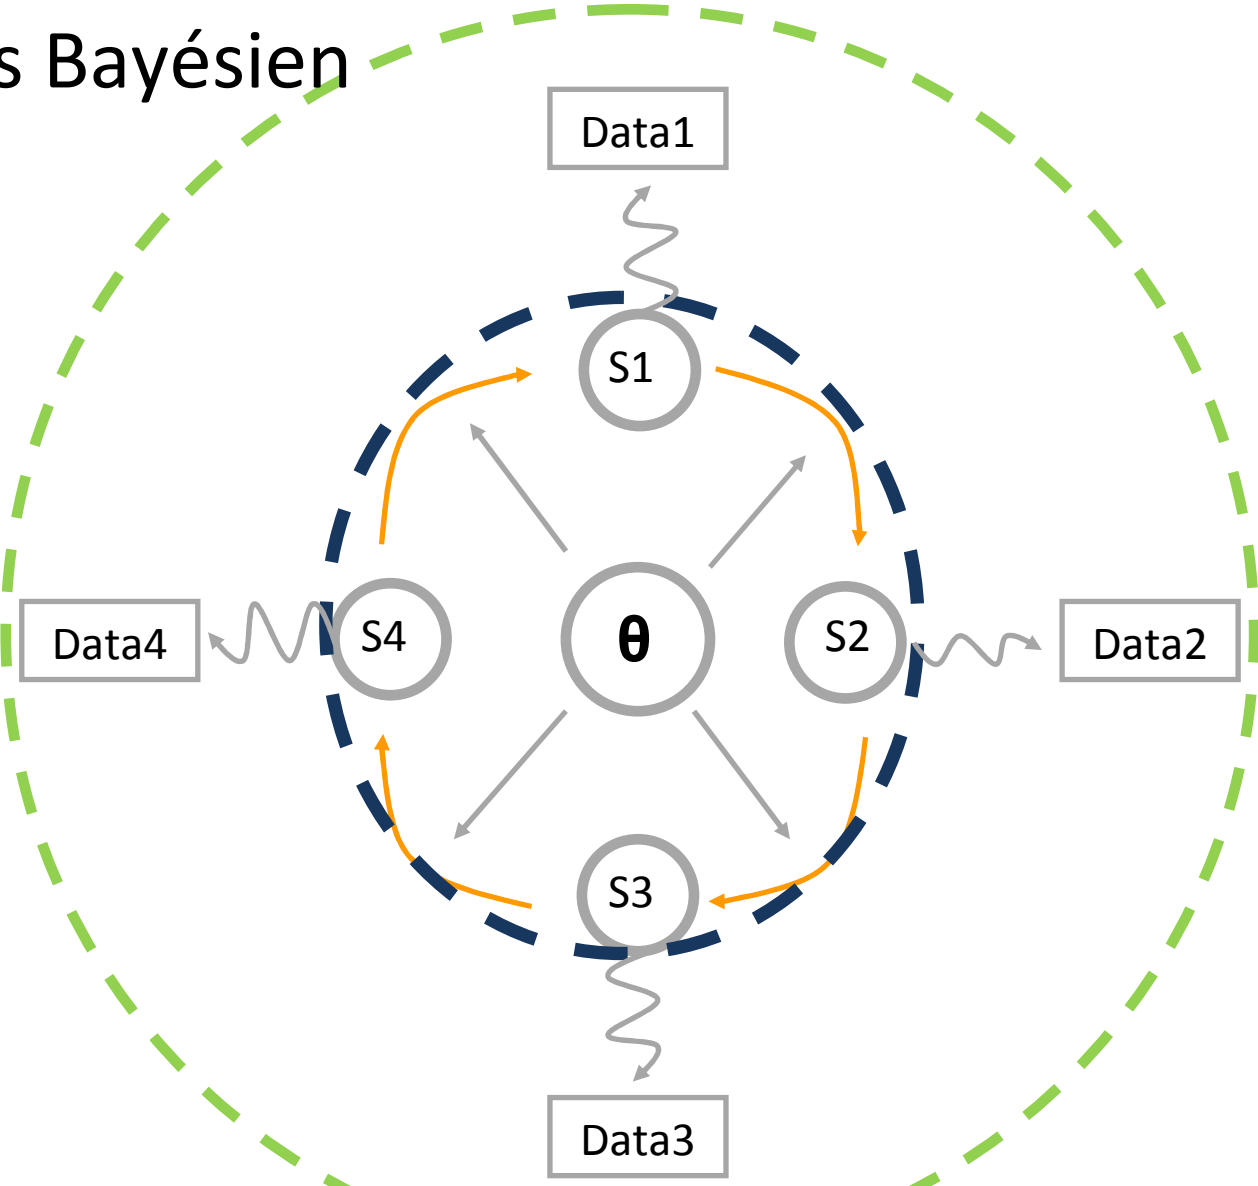 s Bayésien
Data1
S1
S4
θ
S2
Data4
Data2
S3
Data3